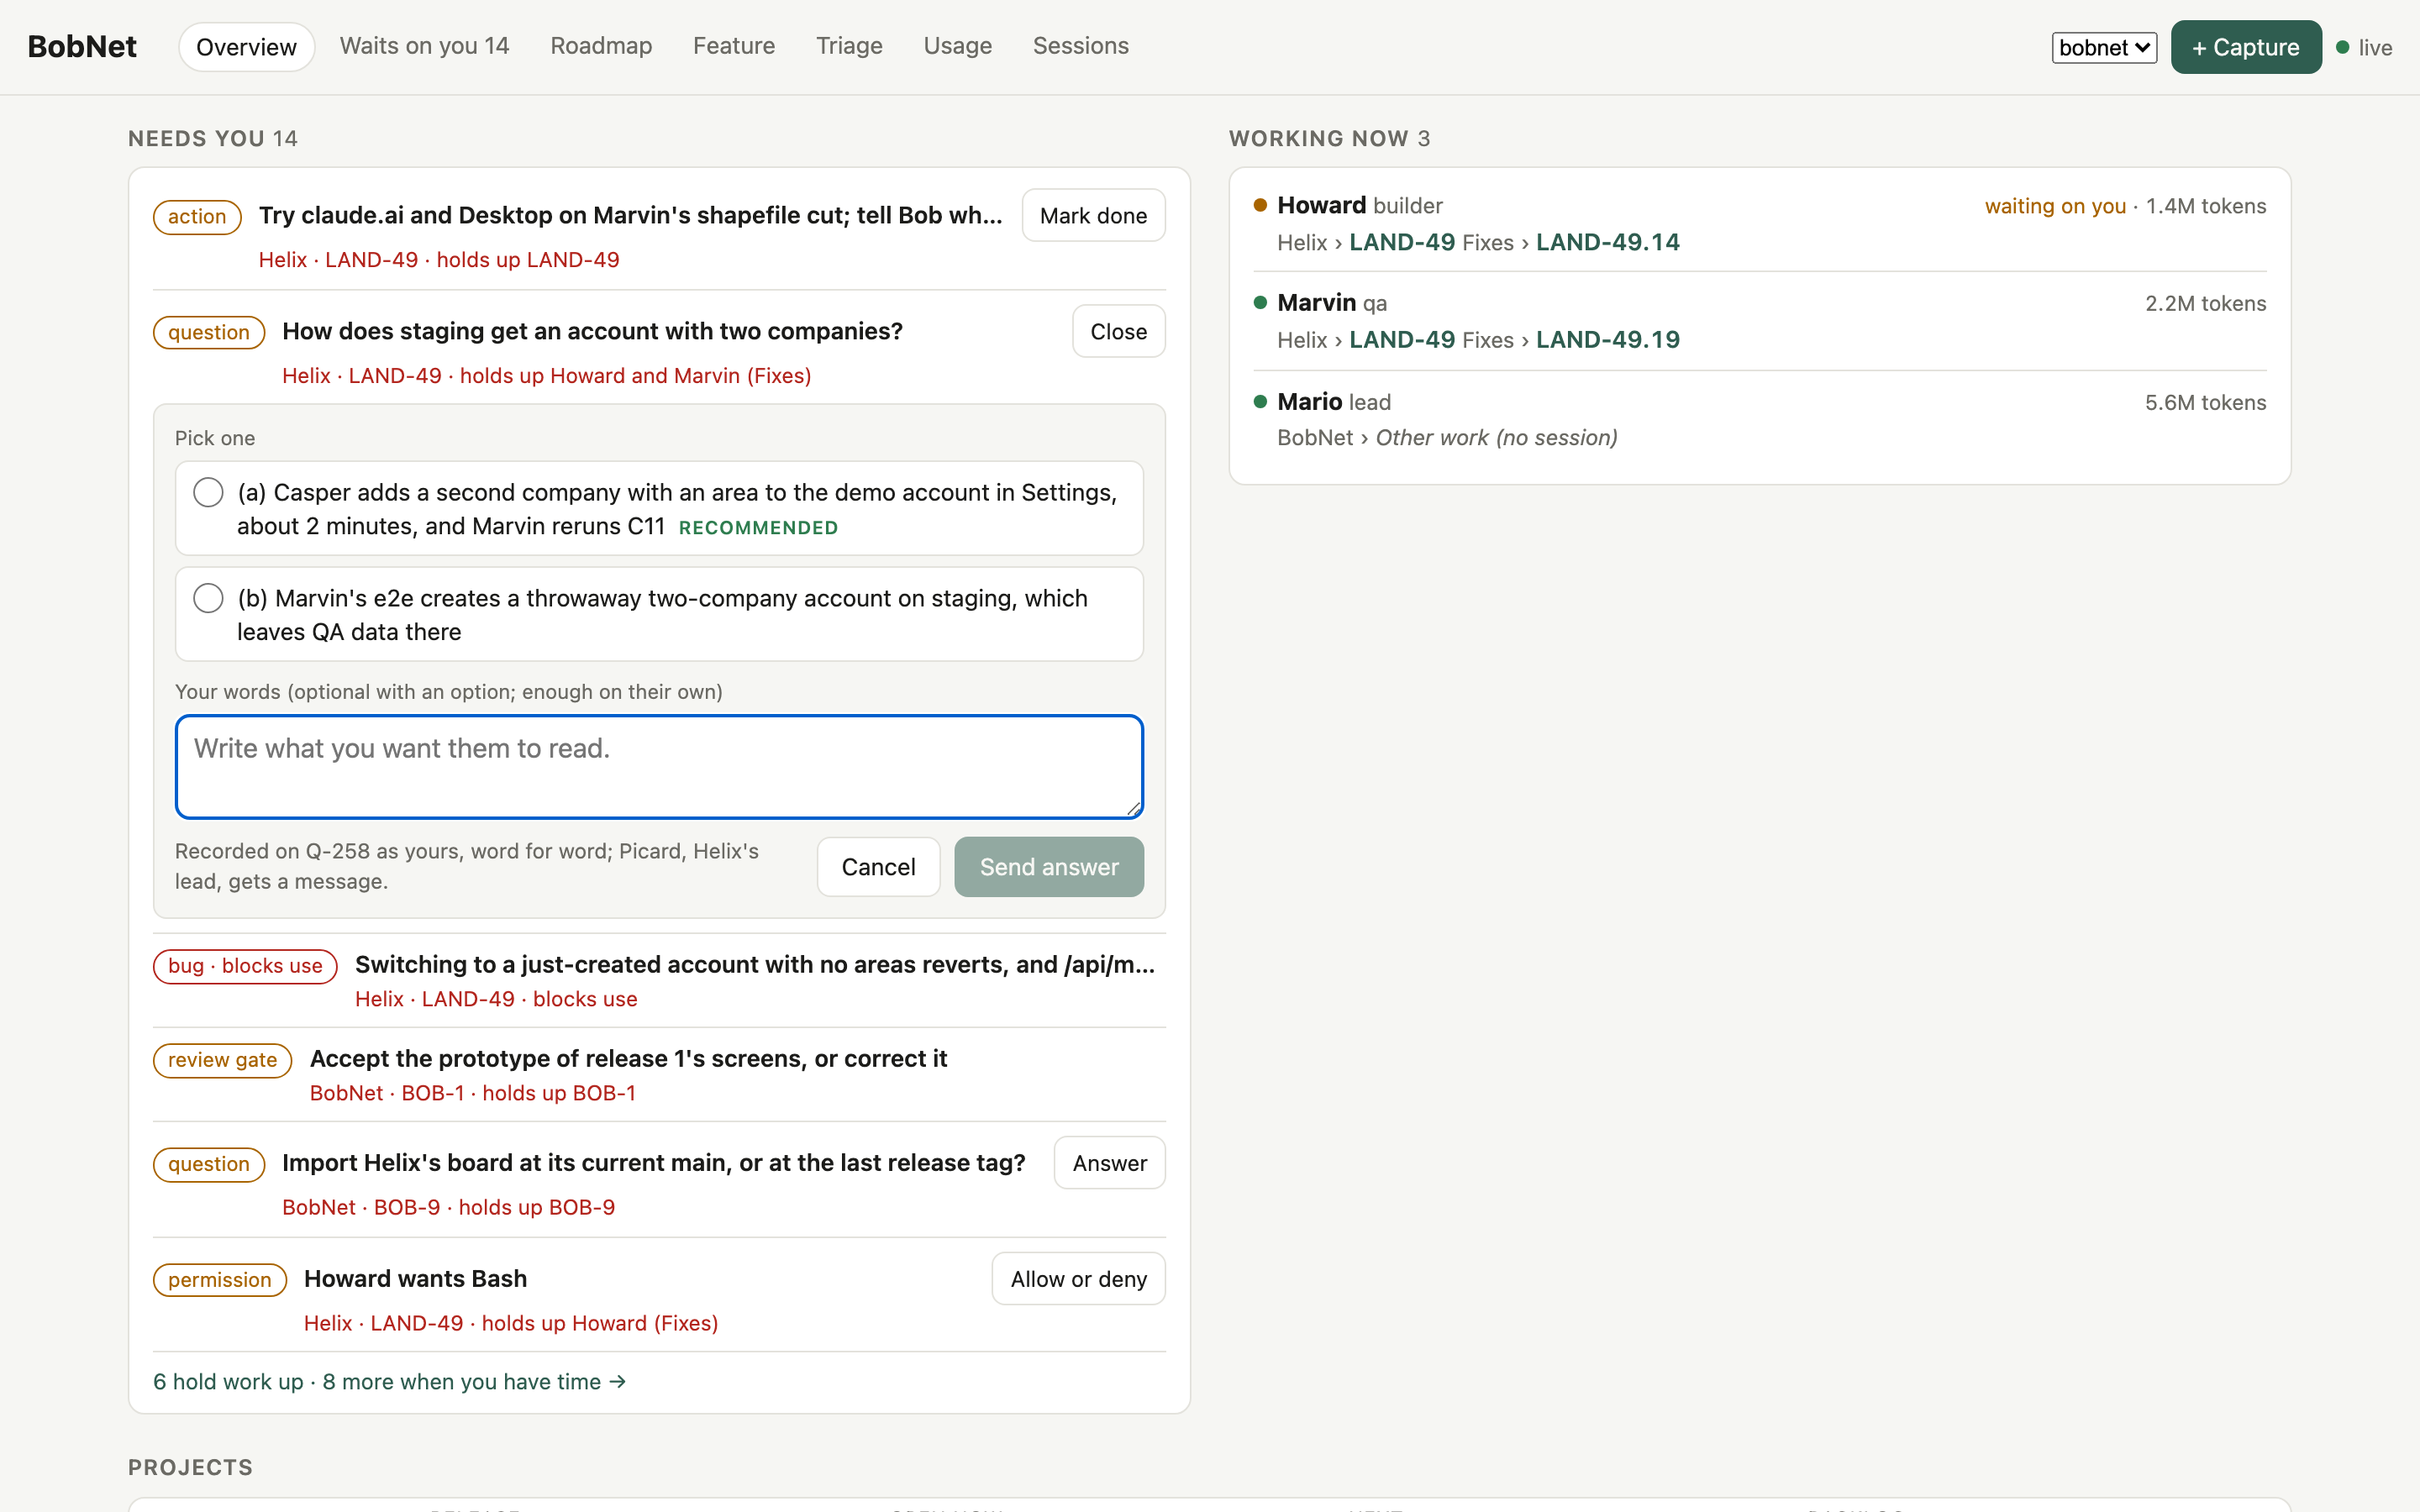 BobNet
Overview
Waits on you 14
Roadmap
Feature
Triage
Usage
Sessions
bobnet
+ Capture
live
NEEDS YOU 14
action
Try claude.ai and Desktop on Marvin's shapefile cut; tell Bob wh...
Mark done
Helix · LAND-49 · holds up LAND-49
question
How does staging get an account with two companies?
Close
Helix · LAND-49 · holds up Howard and Marvin (Fixes)
Pick one
(a) Casper adds a second company with an area to the demo account in Settings,
about 2 minutes, and Marvin reruns C11 RECOMMENDED
(b) Marvin's e2e creates a throwaway two-company account on staging, which
leaves QA data there
Your words (optional with an option; enough on their own)
Write what you want them to read.
Recorded on Q-258 as yours, word for word; Picard, Helix's
lead, gets a message.
Cancel
Send answer
bug · blocks use
Switching to a just-created account with no areas reverts, and /api/m...
Helix · LAND-49 · blocks use
review gate
Accept the prototype of release 1's screens, or correct it
BobNet · BOB-1 · holds up BOB-1
question
Import Helix's board at its current main, or at the last release tag?
Answer
BobNet · BOB-9 · holds up BOB-9
permission
Howard wants Bash
Allow or deny
Helix · LAND-49 · holds up Howard (Fixes)
6 hold work up · 8 more when you have time →
WORKING NOW 3
Howard builder
waiting on you · 1.4M tokens
Helix › LAND-49 Fixes › LAND-49.14
Marvin qa
2.2M tokens
Helix › LAND-49 Fixes › LAND-49.19
Mario lead
5.6M tokens
BobNet › Other work (no session)
PROJECTS